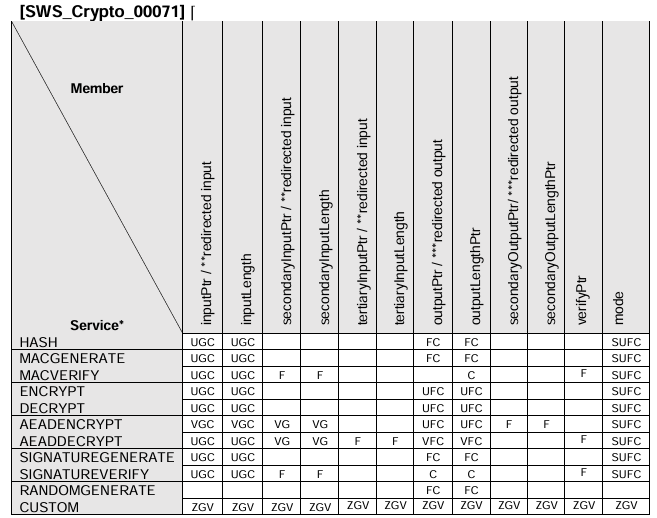 [SWS_Crypto_00071] ⌈
Member
Service*
inputPtr / **redirected input
inputLength
secondaryInputPtr / **redirected input
secondaryInputLength
tertiaryInputPtr / **redirected input
tertiaryInputLength
outputPtr / ***redirected output
outputLengthPtr
secondaryOutputPtr/ ***redirected output
secondaryOutputLengthPtr
verifyPtr
mode
HASH UGC UGC FC FC SUFC
MACGENERATE UGC UGC FC FC SUFC
MACVERIFY UGC UGC F F C F SUFC
ENCRYPT UGC UGC UFC UFC SUFC
DECRYPT UGC UGC UFC UFC SUFC
AEADENCRYPT VGC VGC VG VG UFC UFC F F SUFC
AEADDECRYPT UGC UGC VG VG F F VFC VFC F SUFC
SIGNATUREGENERATE UGC UGC FC FC SUFC
SIGNATUREVERIFY UGC UGC F F C C F SUFC
RANDOMGENERATE FC FC
CUSTOM ZGV ZGV ZGV ZGV ZGV ZGV ZGV ZGV ZGV ZGV ZGV ZGV